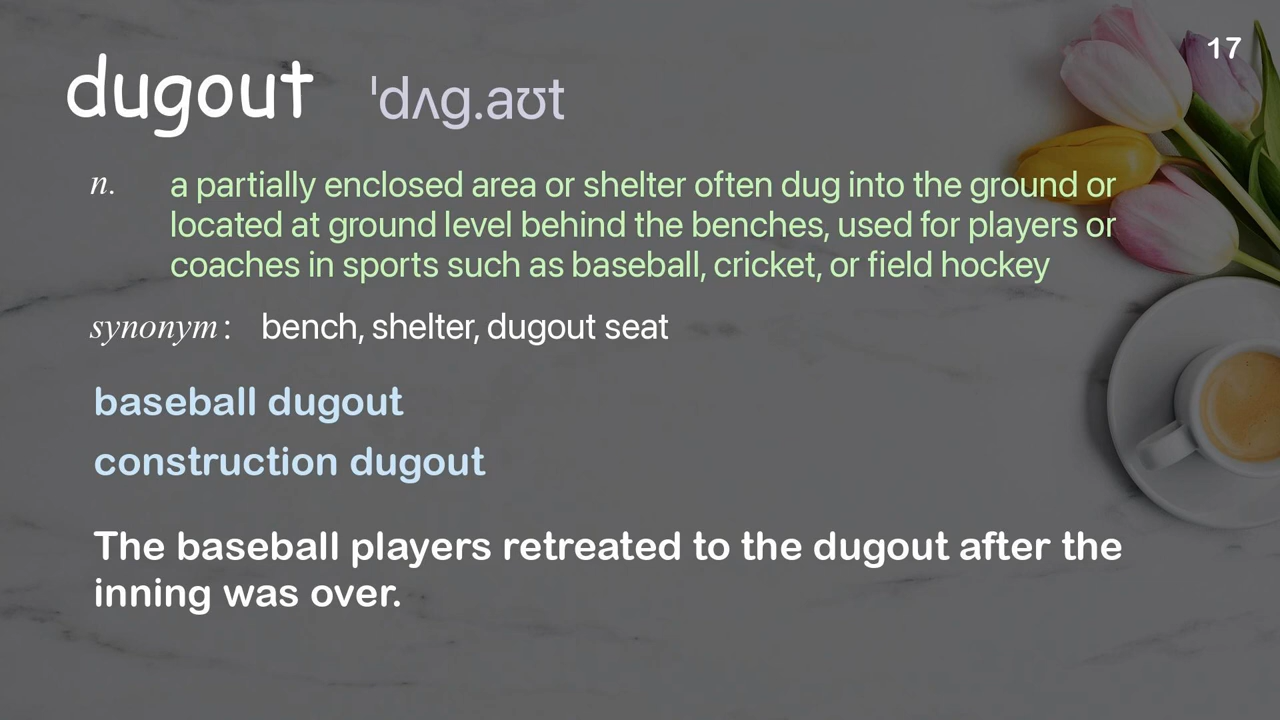 17
dugout ˈdʌɡ.aʊt
n. a partially enclosed area or shelter often dug into the ground or
located at ground level behind the benches, used for players or
coaches in sports such as baseball, cricket, or field hockey
synonym: bench, shelter, dugout seat
baseball dugout
construction dugout
The baseball players retreated to the dugout after the
inning was over.